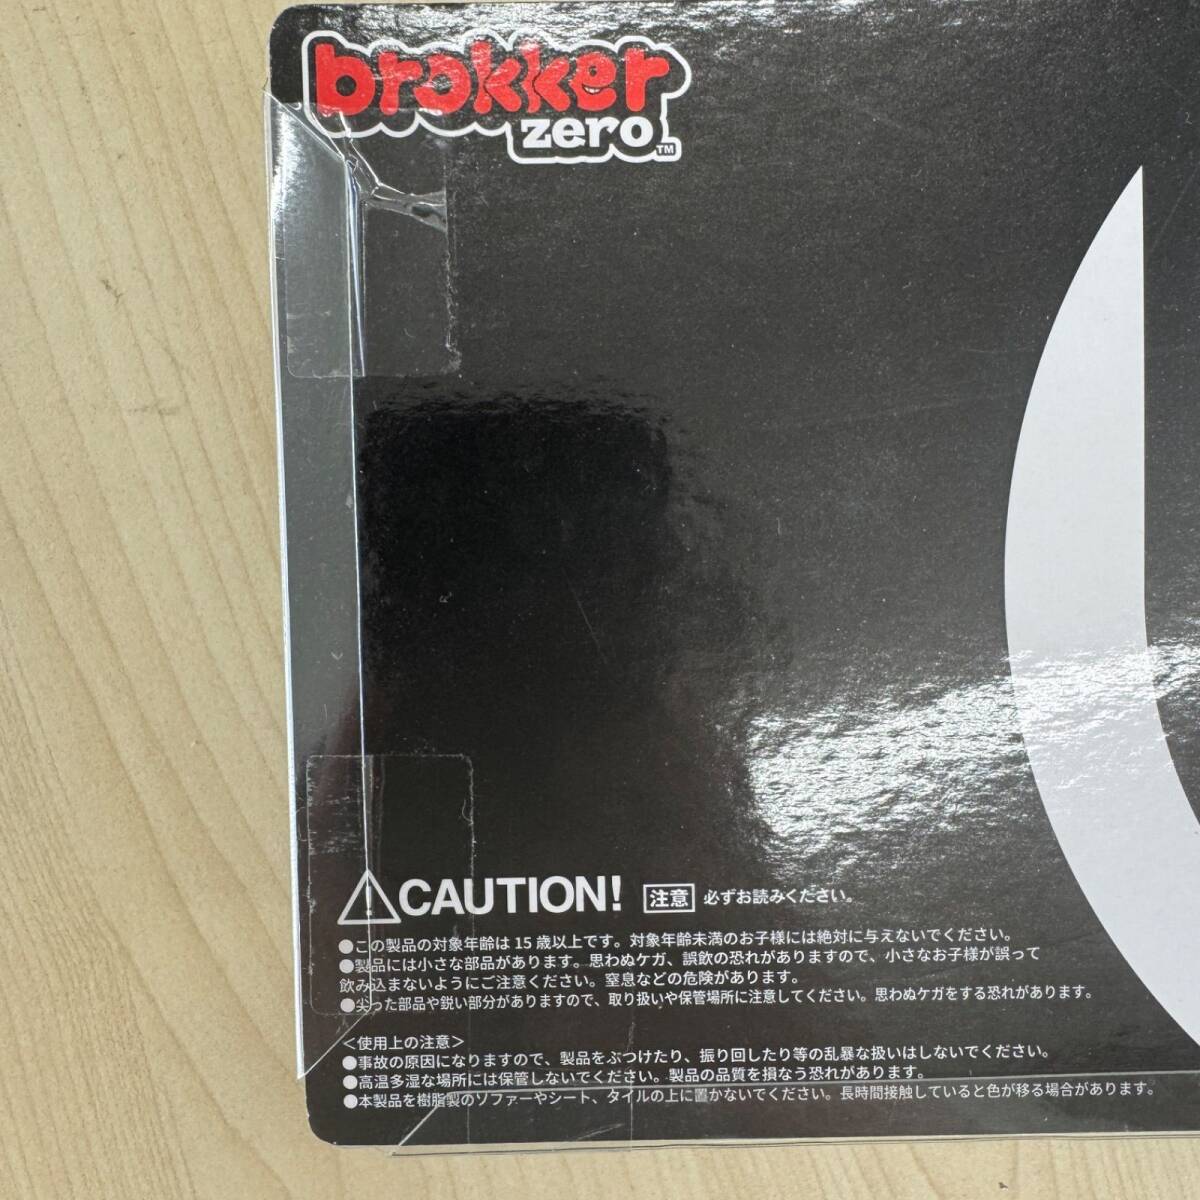 brokker
zero™
CAUTION! 注意 必ずお読みください。
●この製品の対象年齢は15歳以上です。対象年齢未満のお子様には絶対に与えないでください。
●製品には小さな部品があります。思わぬケガ、誤飲の恐れがありますので、小さなお子様が誤って
飲み込まないようにご注意ください。窒息などの危険があります。
●尖った部品や鋭い部分がありますので、取り扱いや保管場所に注意してください。思わぬケガをする恐れがあります。
<使用上の注意>
●事故の原因になりますので、製品をぶつけたり、振り回したり等の乱暴な扱いはしないでください。
●高温多湿な場所には保管しないでください。製品の品質を損なう恐れがあります。
●本製品を樹脂製のソファーやシート、タイルの上に置かないでください。長時間接触していると色が移る場合があります。